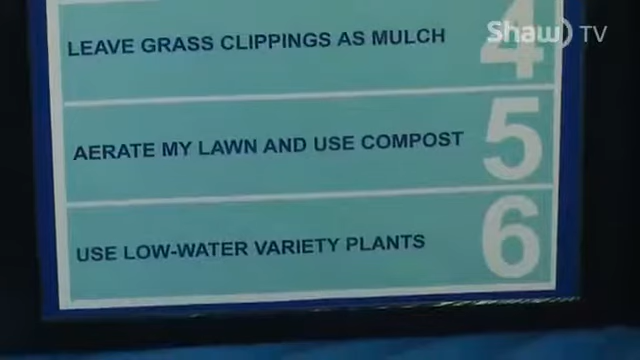 Shaw) TV
LEAVE GRASS CLIPPINGS AS MULCH 4
AERATE MY LAWN AND USE COMPOST 5
USE LOW-WATER VARIETY PLANTS 6